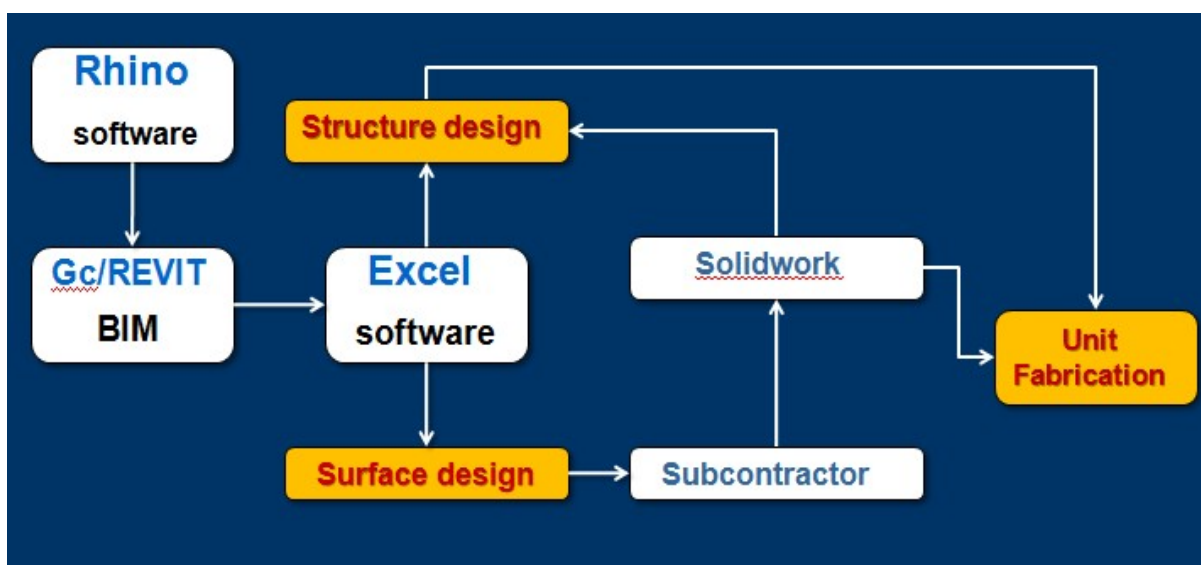 Rhino
software
Structure design
Gc/REVIT
BIM
Excel
software
Solidwork
Unit
Fabrication
Surface design
Subcontractor